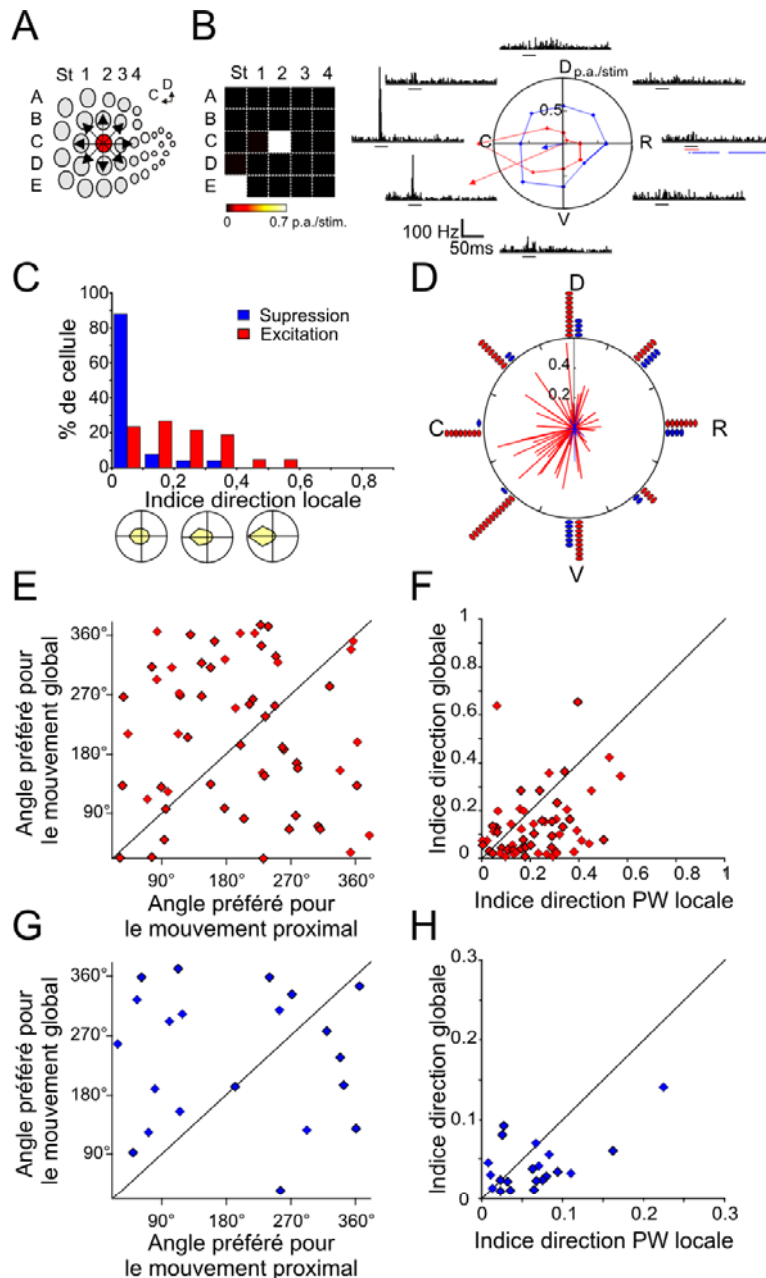 A
B
St 1 2 3 4
A
B
C
D
E
D
C
St 1 2 3 4
A
B
C
D
E
0 0.7 p.a./stim.
D p.a./stim
0.5
C
R
V
100 Hz
50ms
C
% de cellule
100
80
60
40
20
0
Supression
Excitation
0 0,2 0,4 0,6 0,8
Indice direction locale
D
D
0.4
0.2
C
R
V
E
Angle préféré pour
le mouvement global
360°
270°
180°
90°
90° 180° 270° 360°
Angle préféré pour
le mouvement proximal
F
Indice direction globale
1
0.8
0.6
0.4
0.2
0
0 0.2 0.4 0.6 0.8 1
Indice direction PW locale
G
Angle préféré pour
le mouvement global
360°
270°
180°
90°
90° 180° 270° 360°
Angle préféré pour
le mouvement proximal
H
Indice direction globale
0.3
0.2
0.1
0
0 0.1 0.2 0.3
Indice direction PW locale